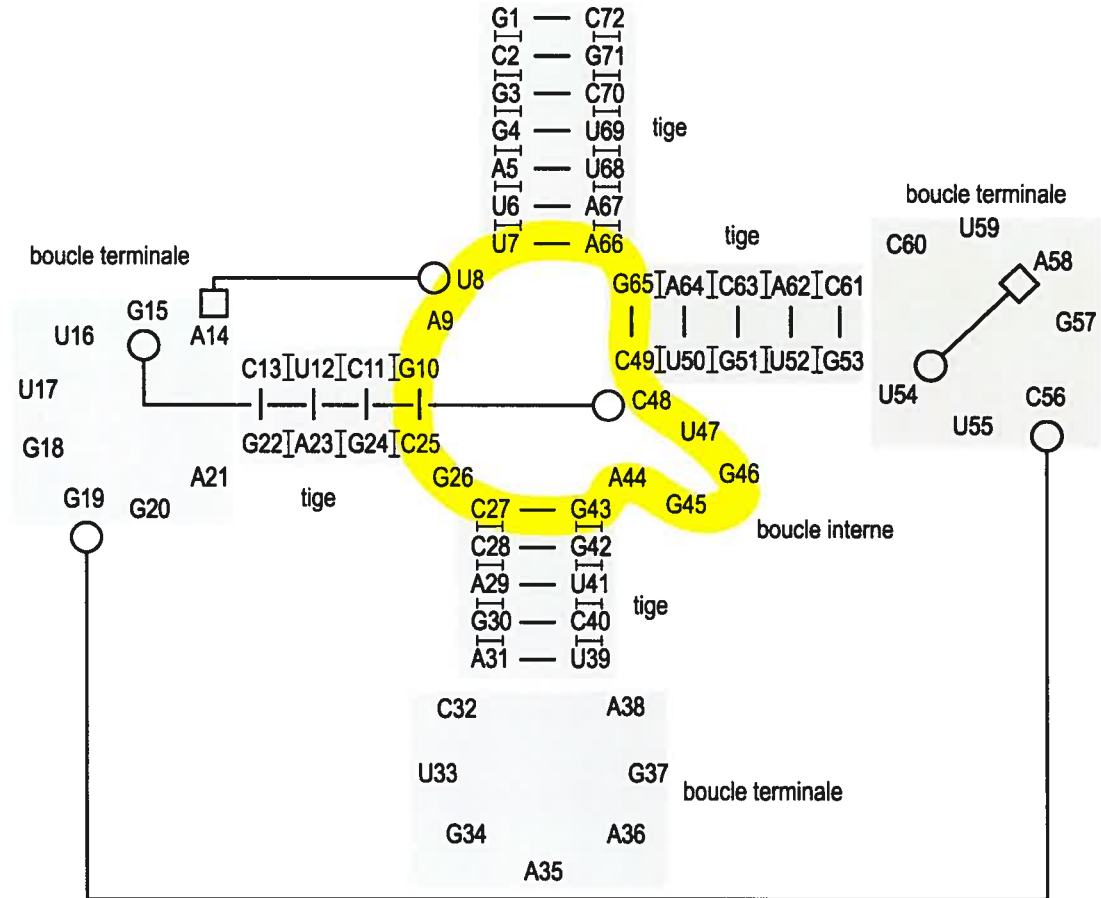 G1 C72
C2 G71
G3 C70
G4 U69
tige
A5 U68
U6 A67
U7 A66
boucle terminale
U59
C60
A58
G57
U54
C56
U55
tige
G65 A64 C63 A62 C61
C49 U50 G51 U52 G53
boucle terminale
G15
U16
A14
U17
G18
G19
G20
A21
U8
A9
C13 U12 C11 G10
G22 A23 G24 C25
tige
G26
C48
U47
G46
G45
A44
boucle interne
C27 G43
C28 G42
A29 U41
tige
G30 C40
A31 U39
C32 A38
U33 G37
boucle terminale
G34 A36
A35